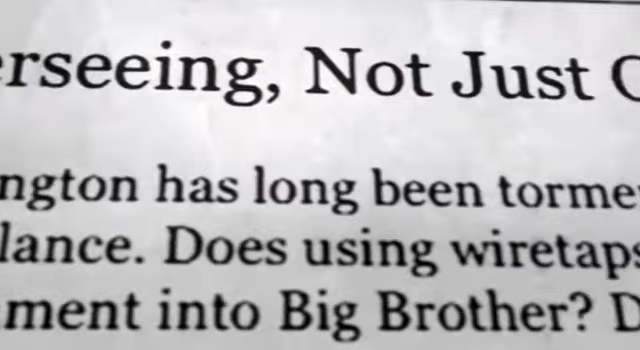 erseeing, Not Just
ngton has long been torme
lance. Does using wiretaps
ment into Big Brother? D